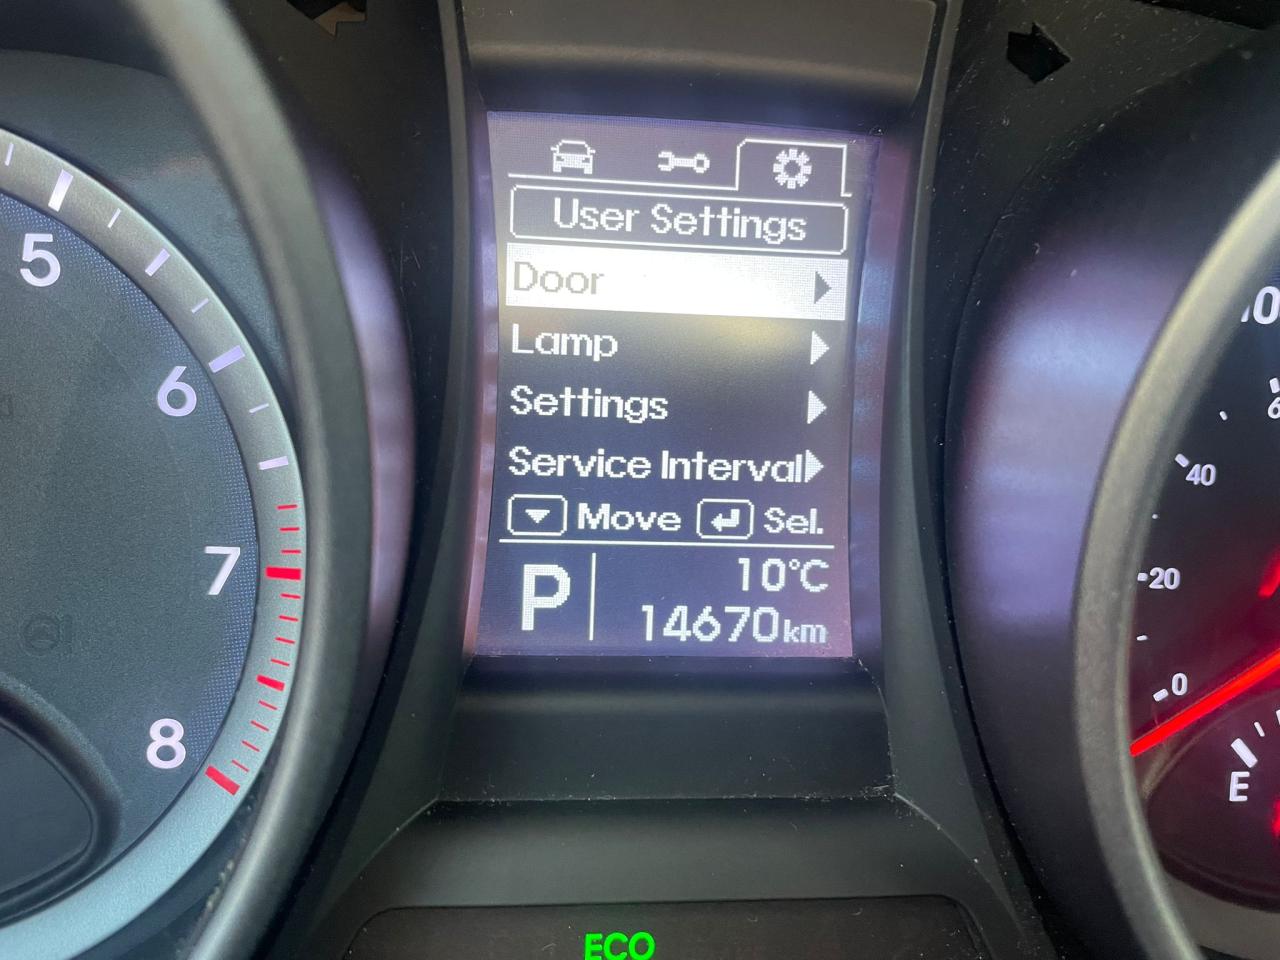 User Settings
Door
Lamp
Settings
Service Interval
Move Sel.
P
10°C
14670km
5
6
7
8
40
20
0
E
ECO